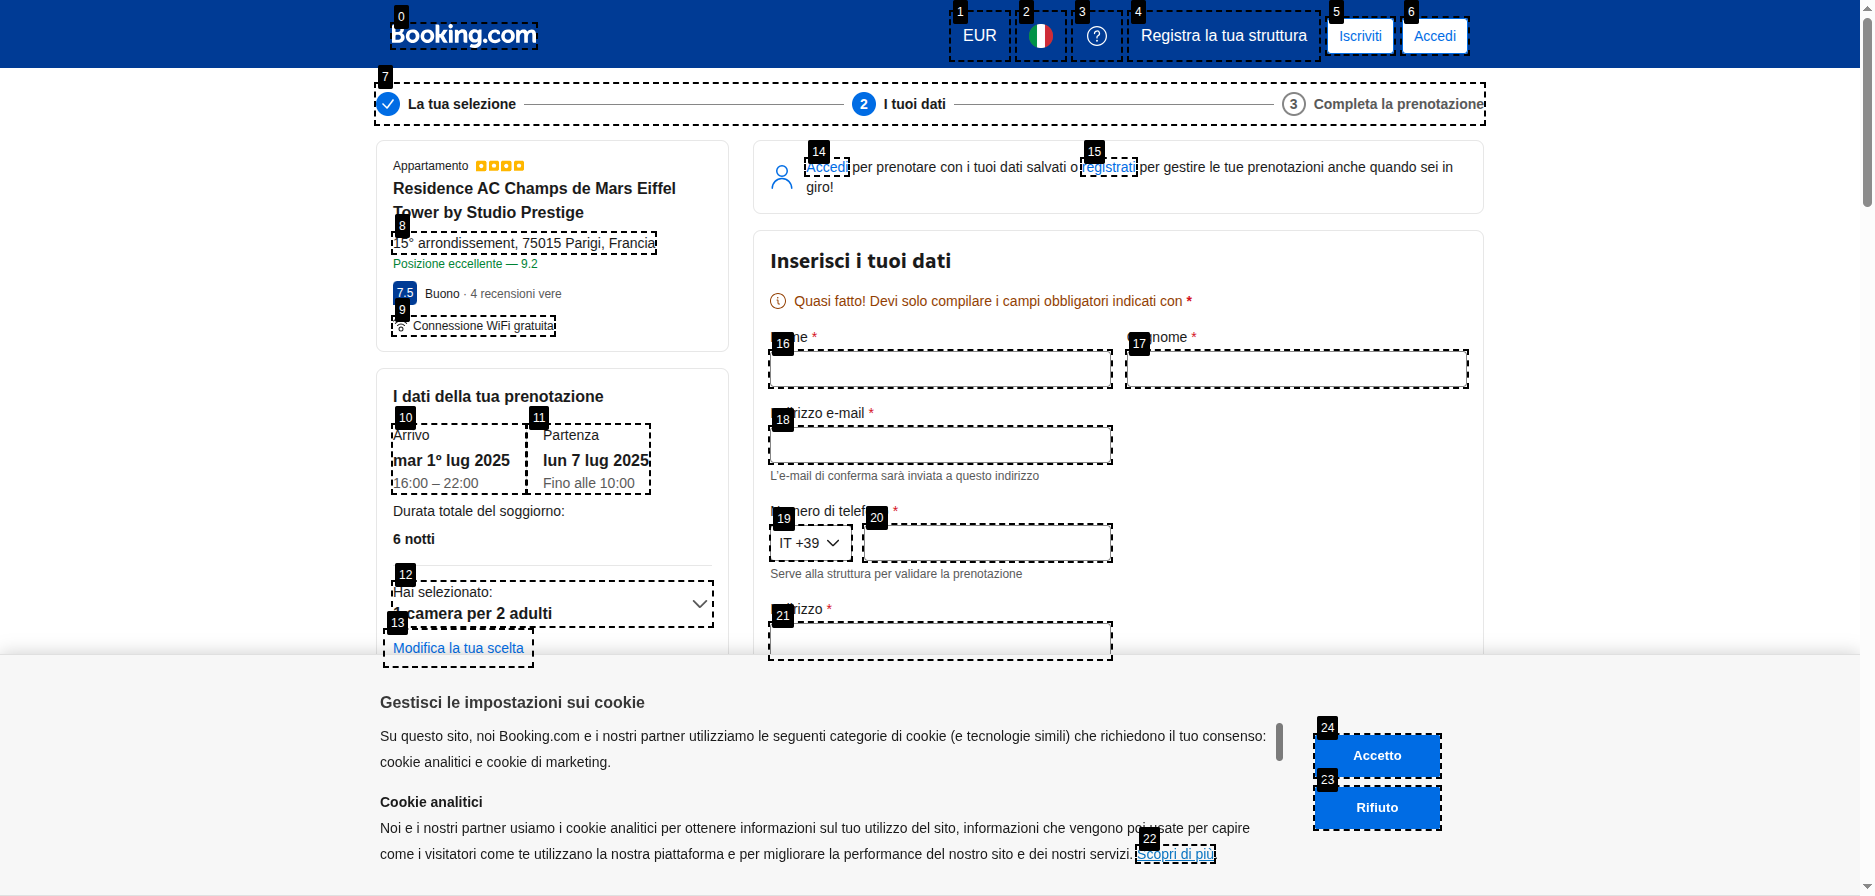 Booking.com
EUR
Registra la tua struttura
Iscriviti
Accedi
0
1
2
3
4
5
6
7
La tua selezione
2
I tuoi dati
3
Completa la prenotazione
Appartamento
Residence AC Champs de Mars Eiffel
Tower by Studio Prestige
8
15° arrondissement, 75015 Parigi, Francia
Posizione eccellente — 9.2
7.5
Buono · 4 recensioni vere
9
Connessione WiFi gratuita
I dati della tua prenotazione
10
11
Arrivo
Partenza
mar 1º lug 2025
lun 7 lug 2025
16:00 – 22:00
Fino alle 10:00
Durata totale del soggiorno:
6 notti
12
Hai selezionato:
1 camera per 2 adulti
13
Modifica la tua scelta
14
15
Accedi per prenotare con i tuoi dati salvati o registrati per gestire le tue prenotazioni anche quando sei in
giro!
Inserisci i tuoi dati
Quasi fatto! Devi solo compilare i campi obbligatori indicati con *
16
*
17
*
18
e-mail *
L'e-mail di conferma sarà inviata a questo indirizzo
di
*
19
20
IT +39
Serve alla struttura per validare la prenotazione
21
*
Gestisci le impostazioni sui cookie
Su questo sito, noi Booking.com e i nostri partner utilizziamo le seguenti categorie di cookie (e tecnologie simili) che richiedono il tuo consenso:
cookie analitici e cookie di marketing.
Cookie analitici
Noi e i nostri partner usiamo i cookie analitici per ottenere informazioni sul tuo utilizzo del sito, informazioni che vengono poi usate per capire
come i visitatori come te utilizzano la nostra piattaforma e per migliorare la performance del nostro sito e dei nostri servizi. Scopri di più
22
24
Accetto
23
Rifiuto